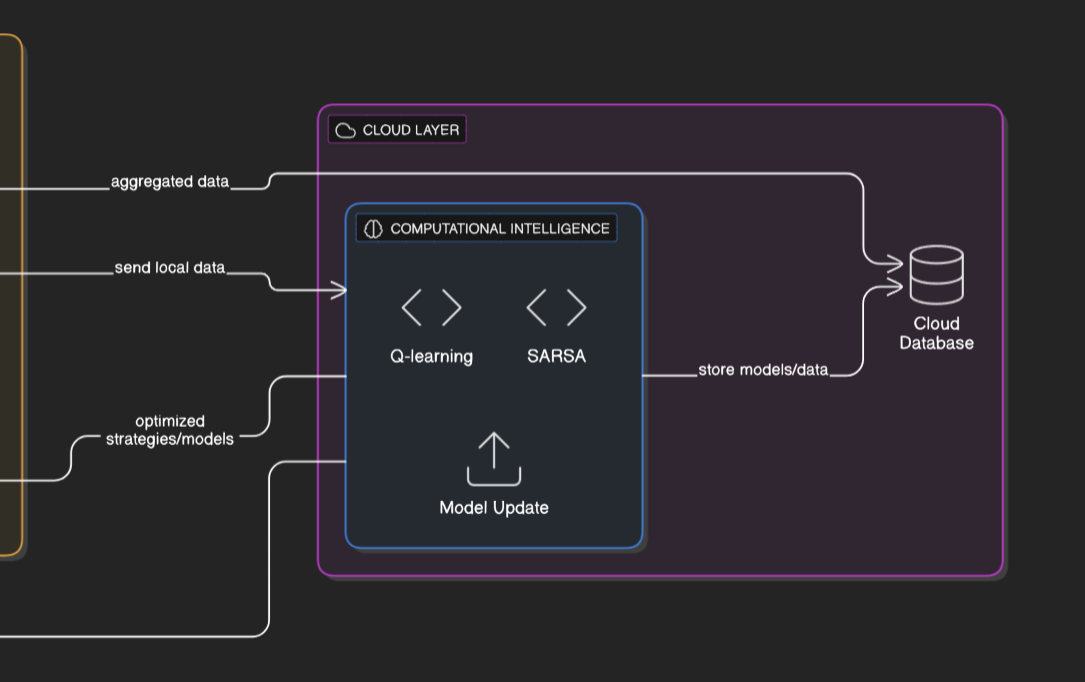 CLOUD LAYER
aggregated data
COMPUTATIONAL INTELLIGENCE
send local data
Q-learning
SARSA
Cloud
Database
store models/data
optimized
strategies/models
Model Update